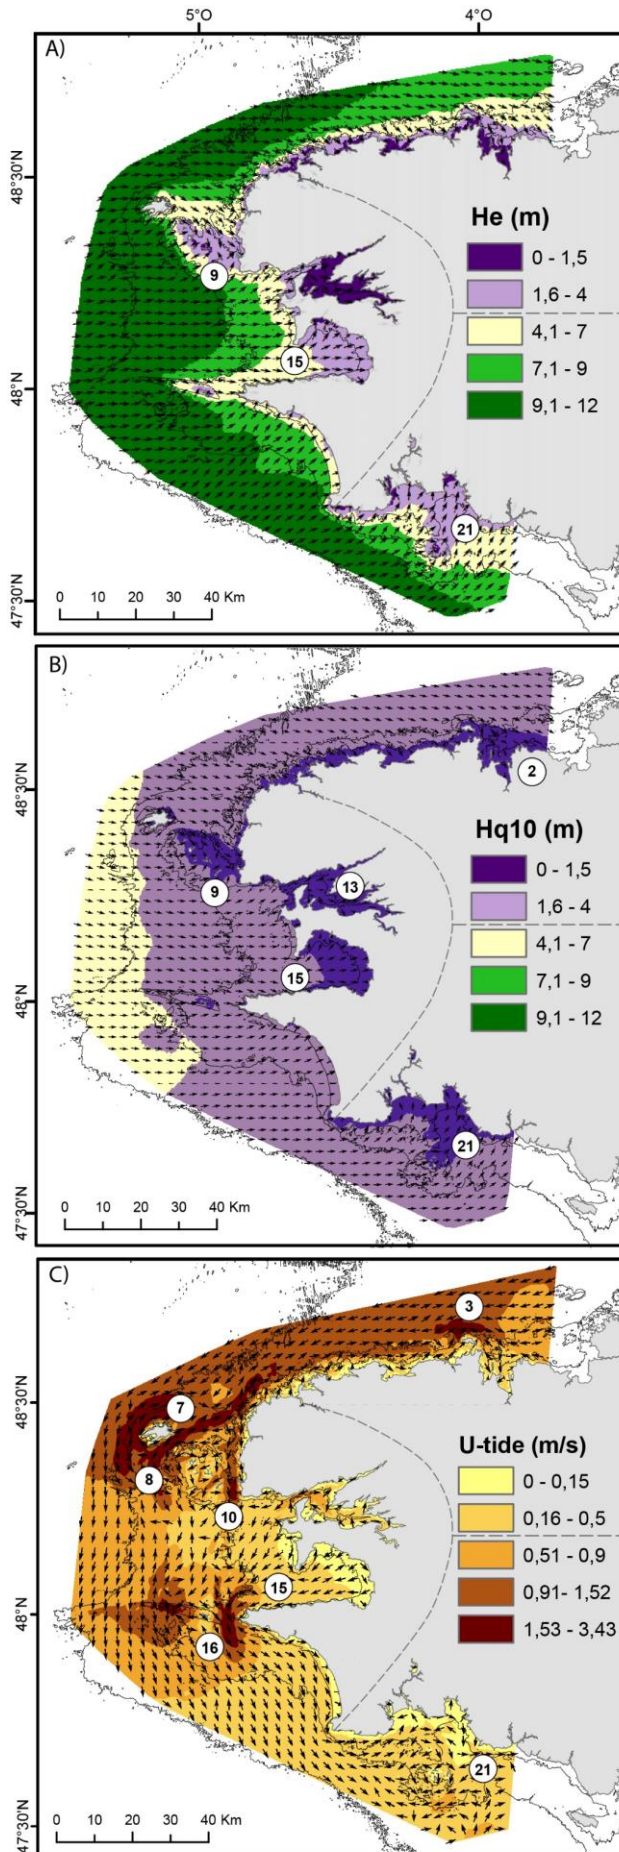 5°O
4°O
A)
48°30'N
He (m)
0 - 1,5
1,6 - 4
4,1 - 7
7,1 - 9
9,1 - 12
9
15
48°N
21
47°30'N
0 10 20 30 40 Km
B)
2
48°30'N
Hq10 (m)
0 - 1,5
1,6 - 4
4,1 - 7
7,1 - 9
9,1 - 12
13
9
15
48°N
21
47°30'N
0 10 20 30 40 Km
C)
3
48°30'N
7
U-tide (m/s)
0 - 0,15
0,16 - 0,5
0,51 - 0,9
0,91- 1,52
1,53 - 3,43
8
10
15
48°N
16
21
47°30'N
0 10 20 30 40 Km